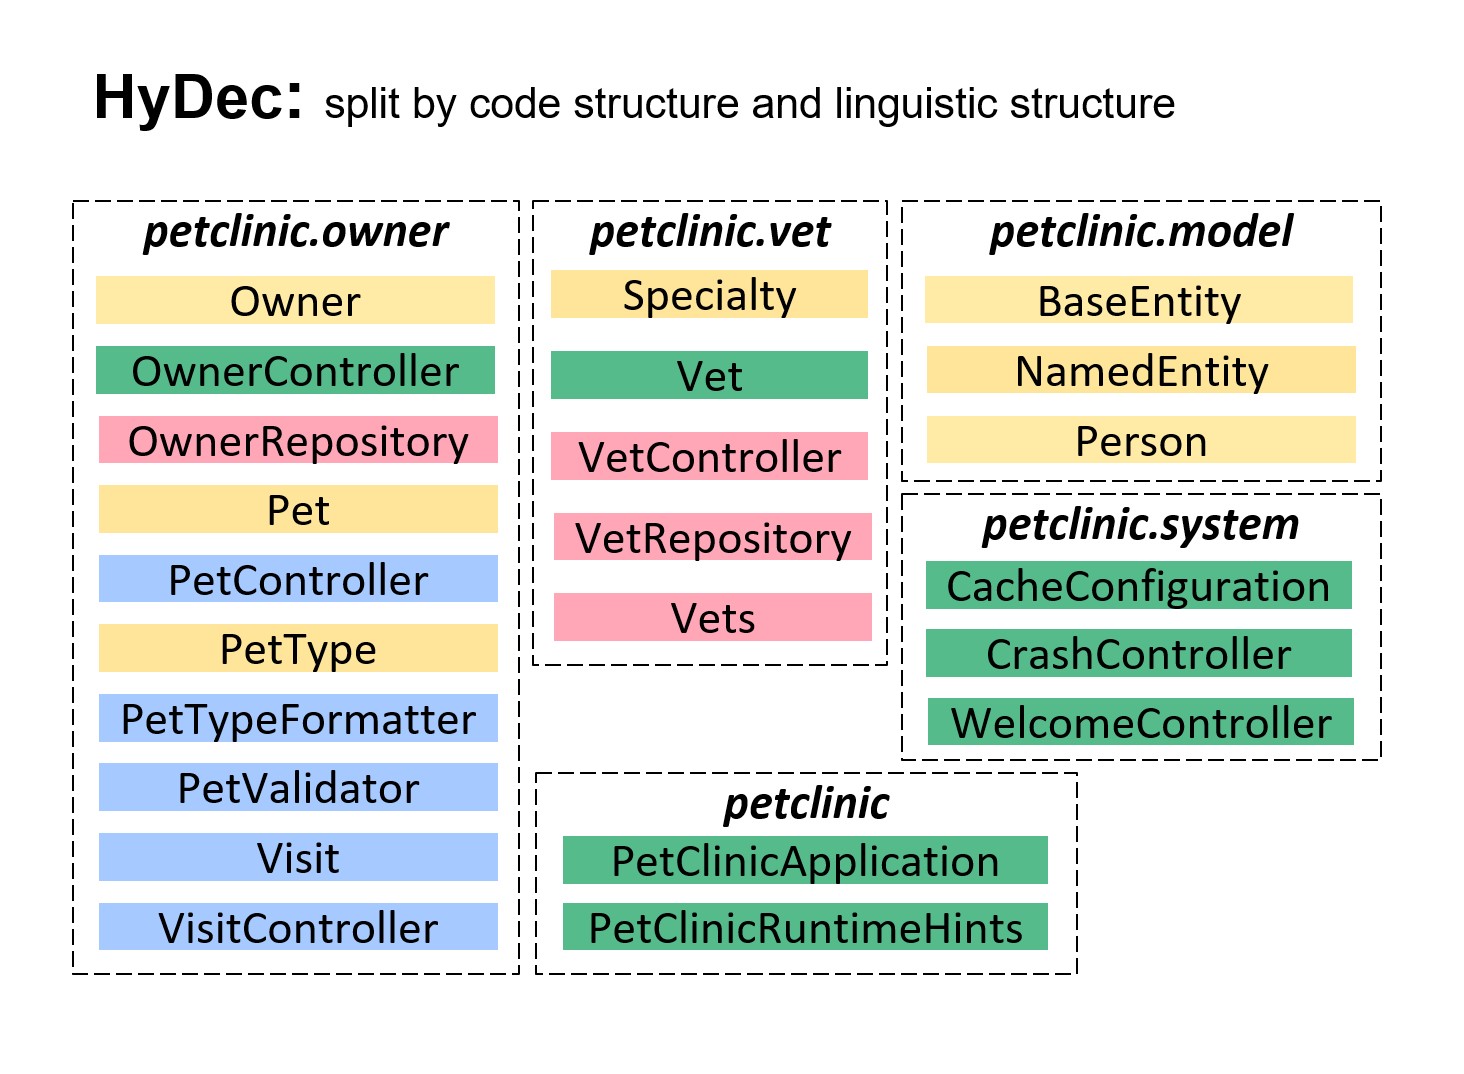 HyDec: split by code structure and linguistic structure
petclinic.owner
Owner
OwnerController
OwnerRepository
Pet
PetController
PetType
PetTypeFormatter
PetValidator
Visit
VisitController
petclinic.vet
Specialty
Vet
VetController
VetRepository
Vets
petclinic.model
BaseEntity
NamedEntity
Person
petclinic.system
CacheConfiguration
CrashController
WelcomeController
petclinic
PetClinicApplication
PetClinicRuntimeHints